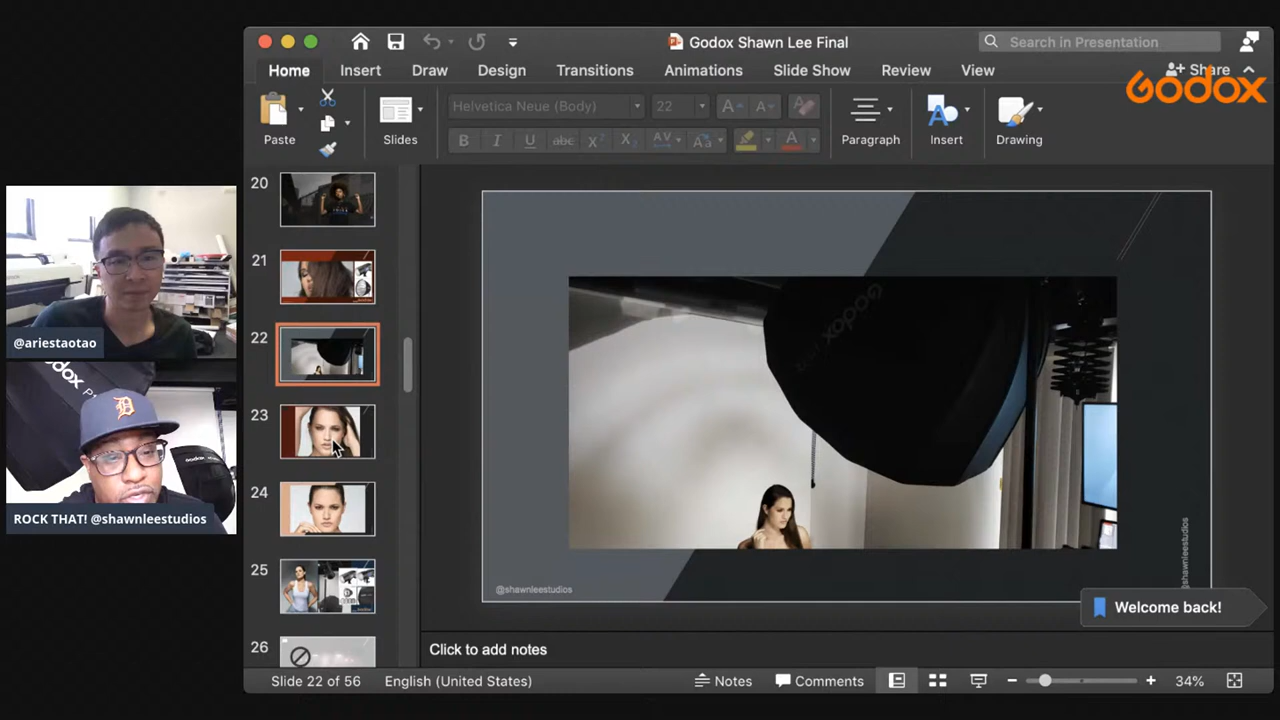 Godox Shawn Lee Final
Search in Presentation
Home
Insert
Draw
Design
Transitions
Animations
Slide Show
Review
View
Share
Godox
Paste
Slides
Helvetica Neue (Body)
22
Paragraph
Insert
Drawing
20
21
22
23
24
25
26
@ariestaotao
Godox
ROCK THAT! @shawnleestudios
GODOX
@shawnleestudios
@shawnleestudios
Welcome back!
Click to add notes
Slide 22 of 56
English (United States)
Notes
Comments
34%